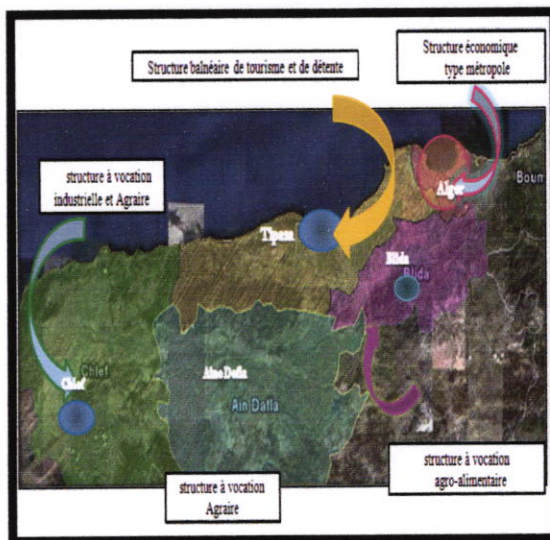 Structure économique
type métropole
Structure balnéaire de tourisme et de détente
structure à vocation
industrielle et Agraire
Alger
Boum
Tipasa
Blida
Blida
Chlef
Chlef
Aine Defla
Ain Dafla
structure à vocation
Agraire
structure à vocation
agro-alimentaire